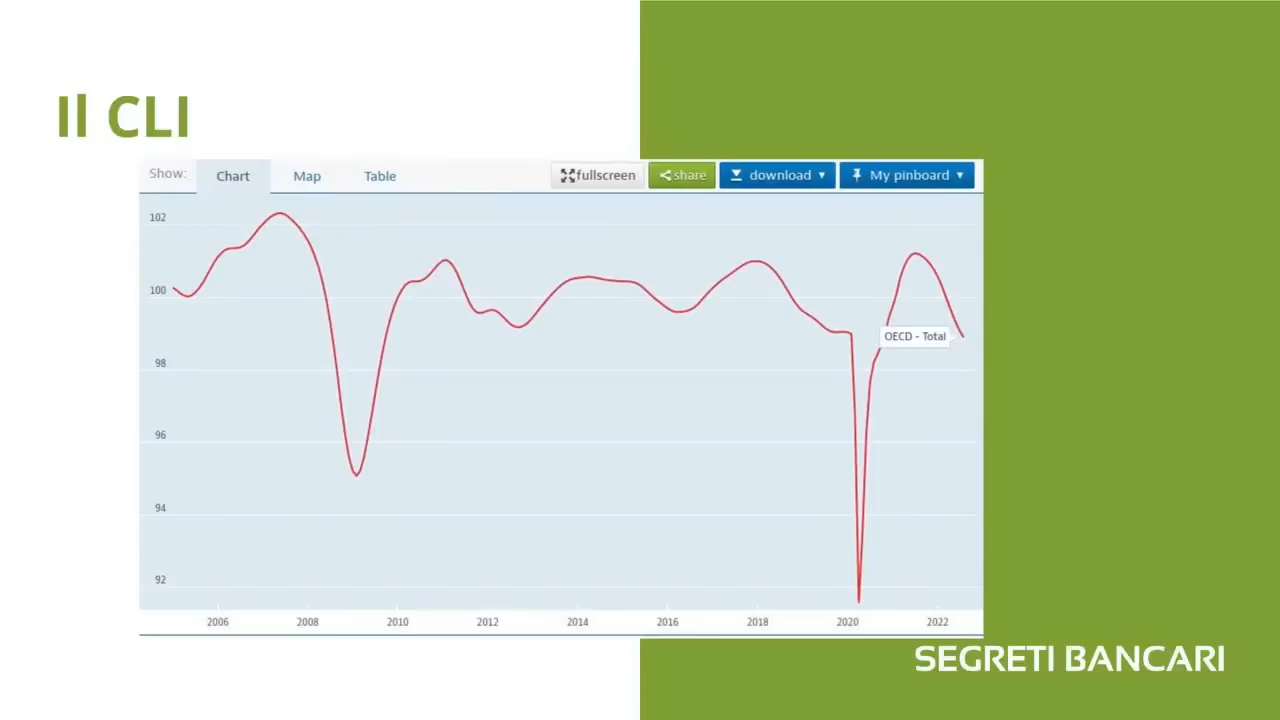 Il CLI
Show: Chart Map Table fullscreen share download My pinboard
102
100
98
96
94
92
OECD - Total
2006 2008 2010 2012 2014 2016 2018 2020 2022
SEGRETI BANCARI